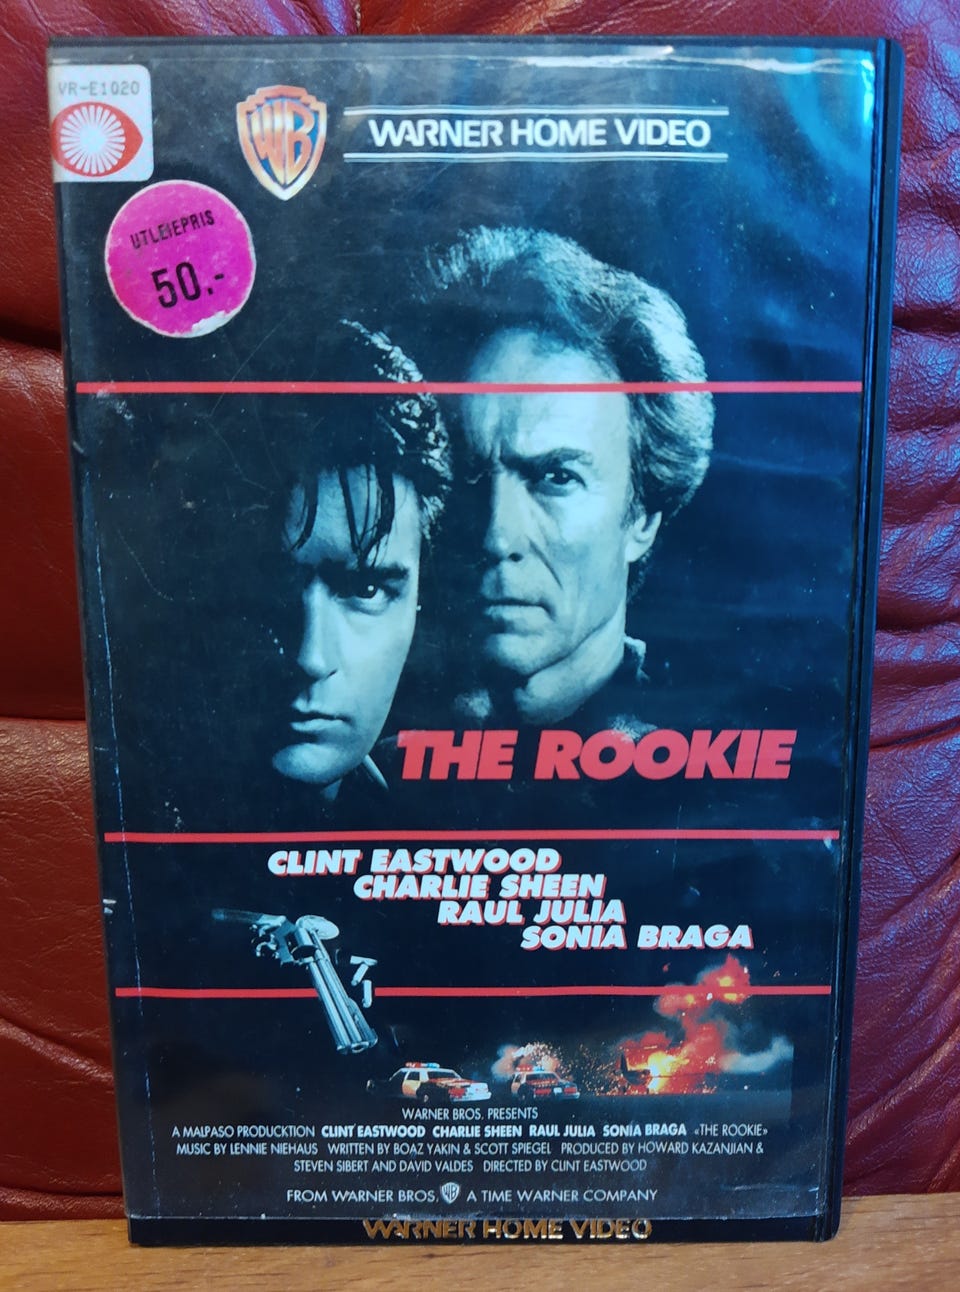 VR-E1020
WB WARNER HOME VIDEO
UTLEIEPRIS
50.-
THE ROOKIE
CLINT EASTWOOD
CHARLIE SHEEN
RAUL JULIA
SONIA BRAGA
WARNER BROS. PRESENTS
A MALPASO PRODUCKTION CLINT EASTWOOD CHARLIE SHEEN RAUL JULIA SONIA BRAGA «THE ROOKIE»
MUSIC BY LENNIE NIEHAUS WRITTEN BY BOAZ YAKIN & SCOTT SPIEGEL PRODUCED BY HOWARD KAZANJIAN &
STEVEN SIBERT AND DAVID VALDES DIRECTED BY CLINT EASTWOOD
FROM WARNER BROS, WB A TIME WARNER COMPANY
WARNER HOME VIDEO